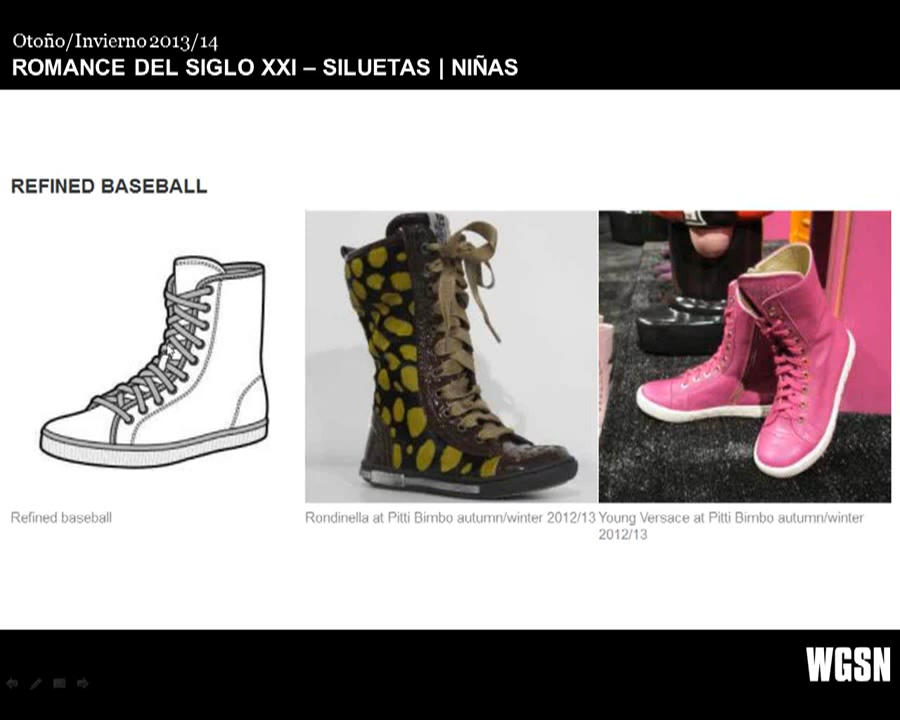 Otoño/Invierno 2013/14
ROMANCE DEL SIGLO XXI – SILUETAS | NIÑAS
REFINED BASEBALL
Refined baseball
Rondinella at Pitti Bimbo autumn/winter 2012/13
Young Versace at Pitti Bimbo autumn/winter
2012/13
WGSN